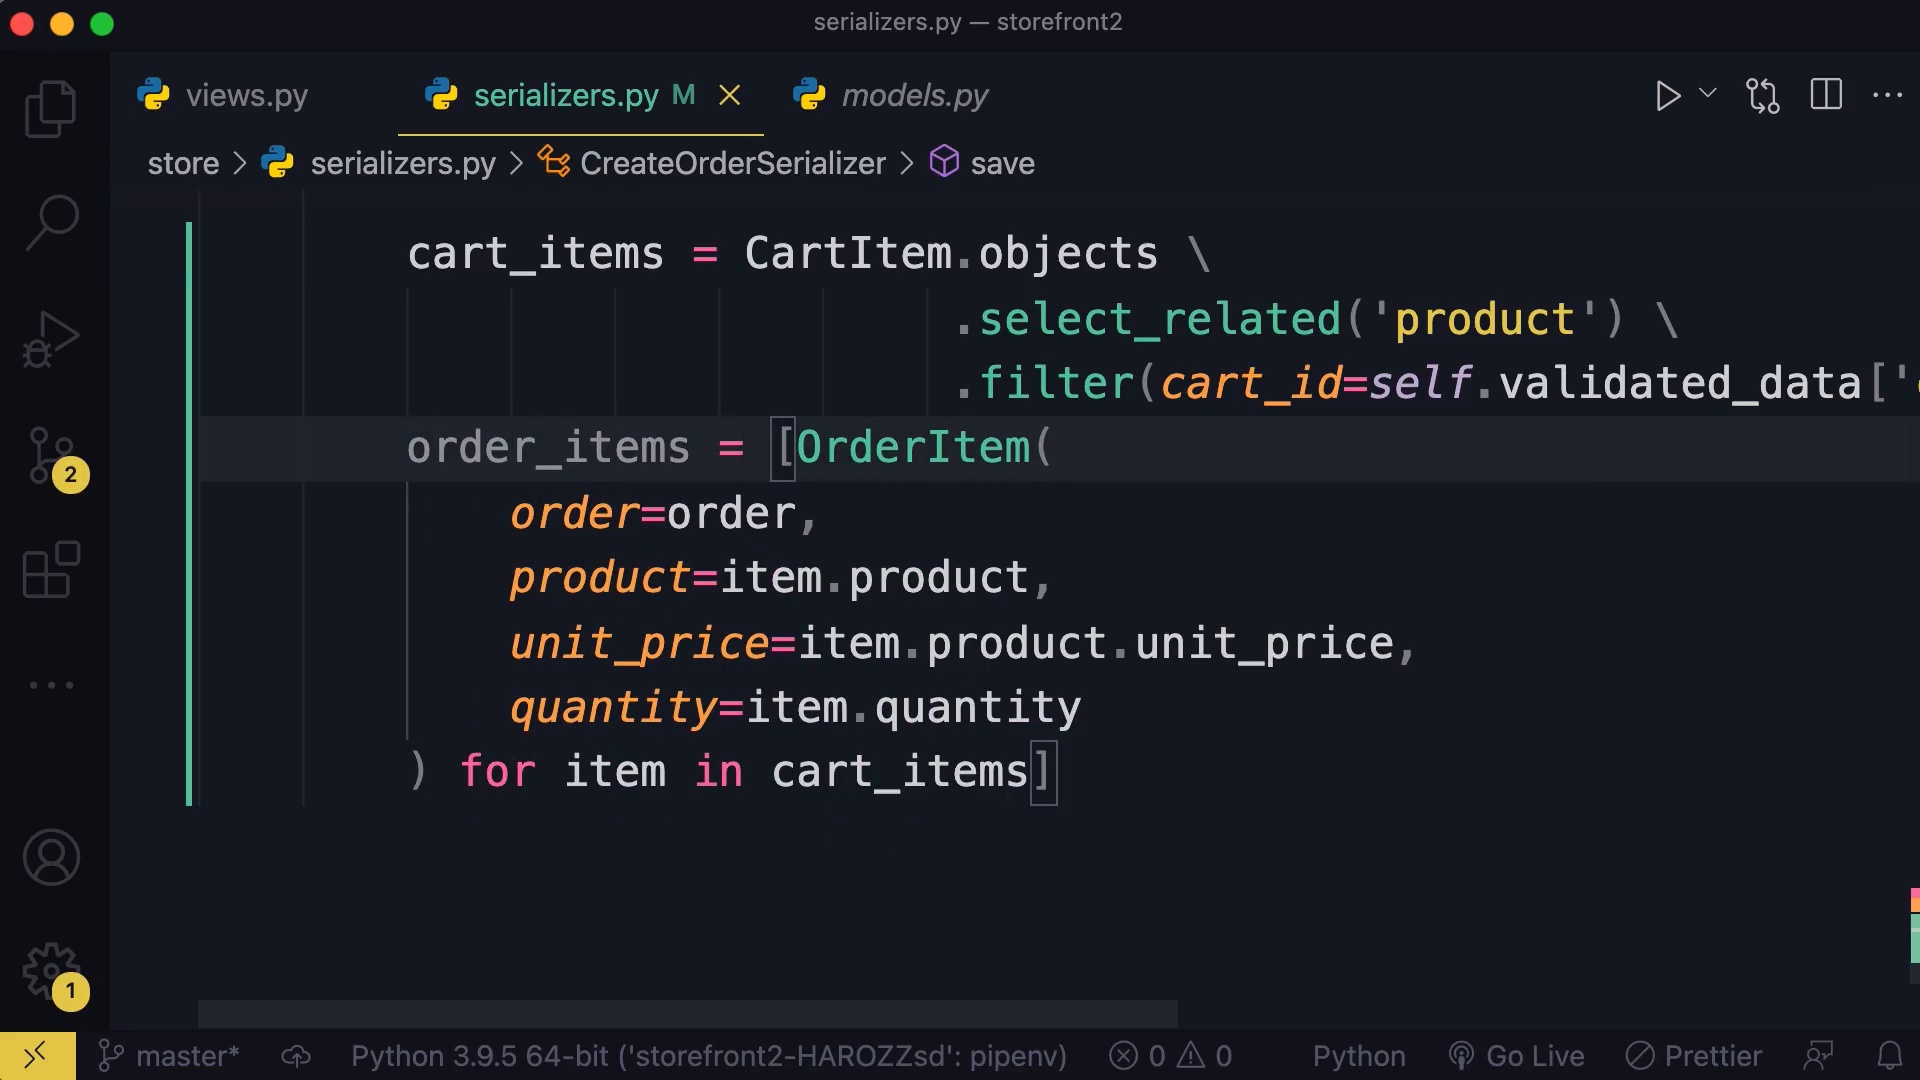 serializers.py — storefront2
views.py
serializers.py M
models.py
store > serializers.py > CreateOrderSerializer > save
cart_items = CartItem.objects \
.select_related('product') \
.filter(cart_id=self.validated_data['
order_items = [OrderItem(
order=order,
product=item.product,
unit_price=item.product.unit_price,
quantity=item.quantity
) for item in cart_items]
2
1
master* Python 3.9.5 64-bit ('storefront2-HAROZZsd': pipenv) 0 0 Python Go Live Prettier